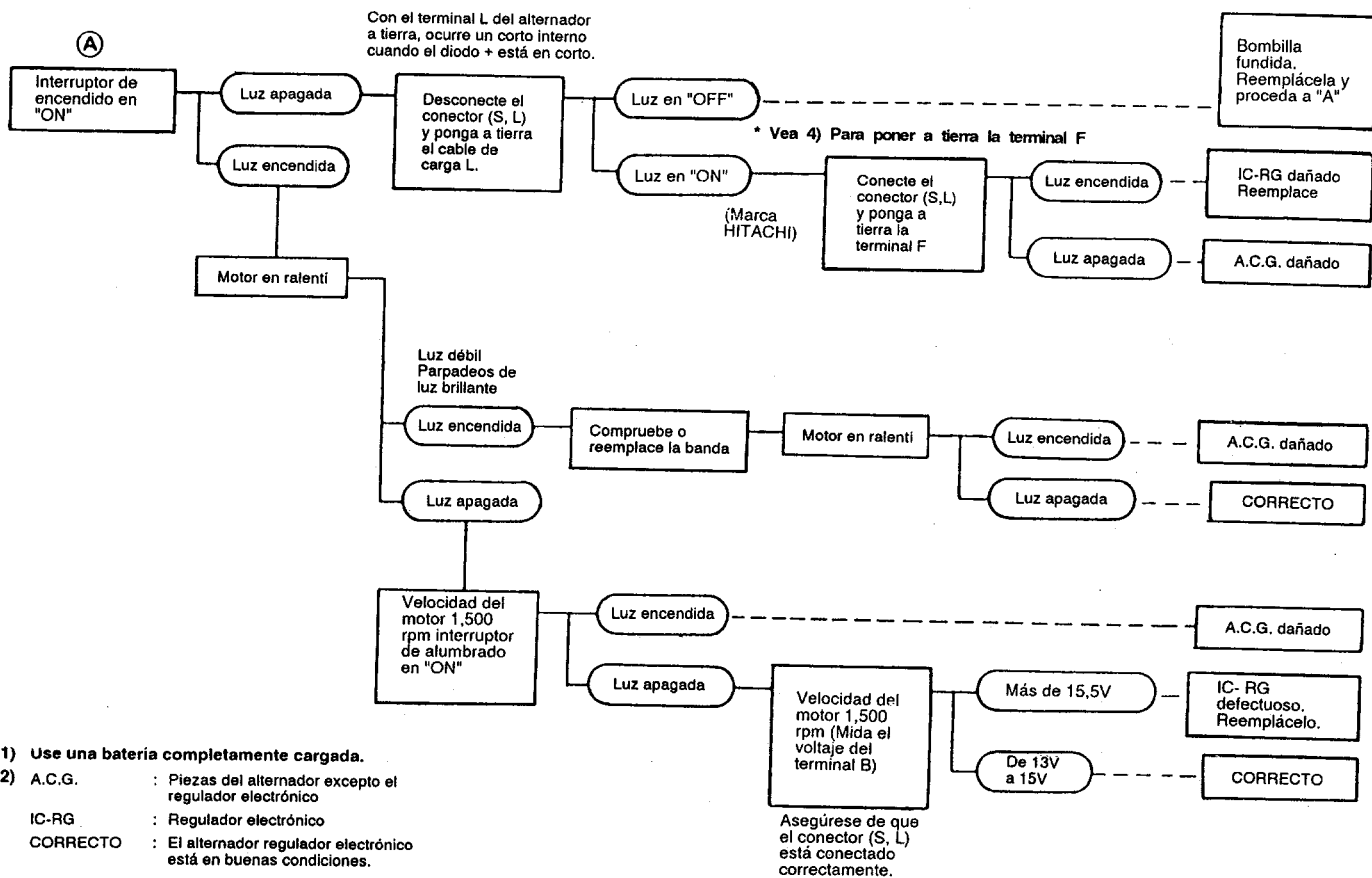 Con el terminal L del alternador
a tierra, ocurre un corto interno
cuando el diodo + está en corto.
A
Interruptor de
encendido en
"ON"
Luz apagada
Desconecte el
conector (S, L)
y ponga a tierra
el cable de
carga L.
Luz en "OFF"
Bombilla
fundida.
Reemplácela y
proceda a "A"
* Vea 4) Para poner a tierra la terminal F
Luz encendida
Luz en "ON"
(Marca
HITACHI)
Conecte el
conector (S,L)
y ponga a
tierra la
terminal F
Luz encendida
IC-RG dañado
Reemplace
Luz apagada
A.C.G. dañado
Motor en ralentí
Luz débil
Parpadeos de
luz brillante
Luz encendida
Compruebe o
reemplace la banda
Motor en ralentí
Luz encendida
A.C.G. dañado
Luz apagada
CORRECTO
Luz apagada
Velocidad del
motor 1,500
rpm interruptor
de alumbrado
en "ON"
Luz encendida
A.C.G. dañado
Luz apagada
Velocidad del
motor 1,500
rpm (Mida el
voltaje del
terminal B)
Más de 15,5V
IC- RG
defectuoso.
Reemplácelo.
De 13V
a 15V
CORRECTO
Asegúrese de que
el conector (S, L)
está conectado
correctamente.
1) Use una batería completamente cargada.
2) A.C.G. : Piezas del alternador excepto el
regulador electrónico
IC-RG : Regulador electrónico
CORRECTO : El alternador regulador electrónico
está en buenas condiciones.